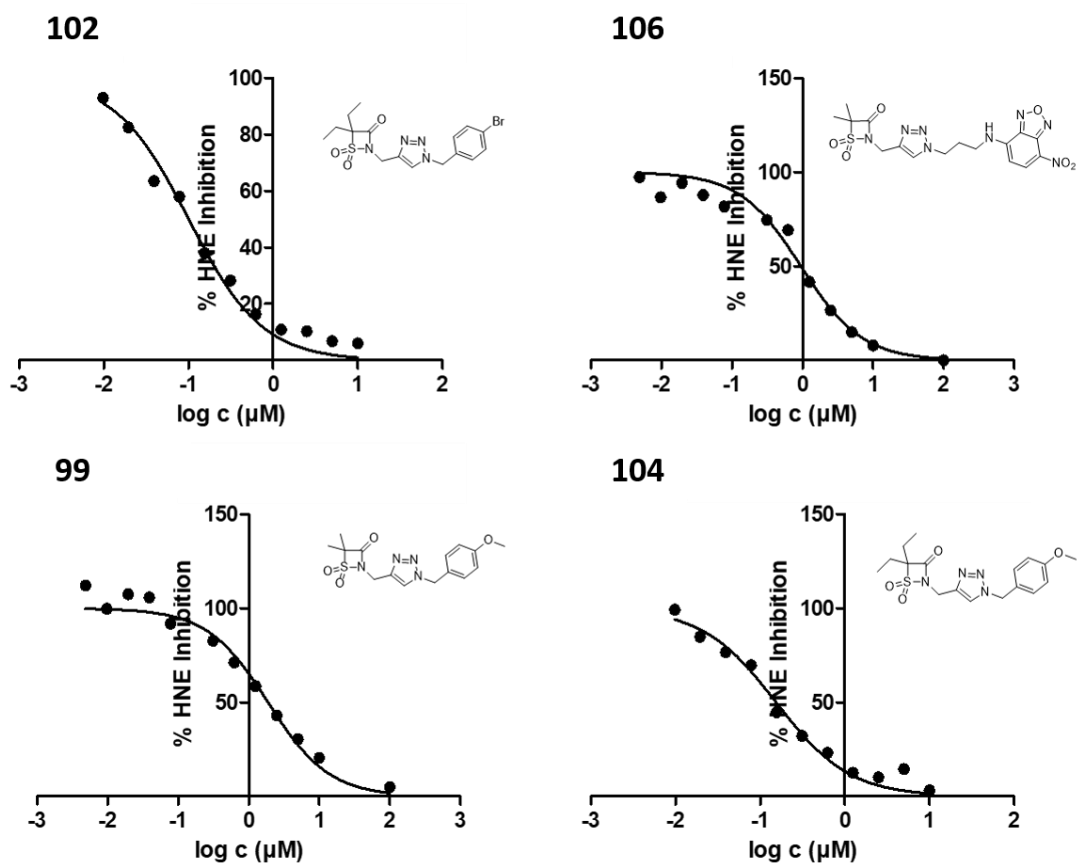 102
106
100
80
60
40
20
% HNE Inhibition
-3 -2 -1 0 1 2
log c (µM)
O
S
O
O
N
N
N
N
Br
150
100
50
% HNE Inhibition
-3 -2 -1 0 1 2 3
log c (µM)
O
S
O
O
N
N
N
N
H
N
N
O
N
NO2
99
104
150
100
50
% HNE Inhibition
-3 -2 -1 0 1 2 3
log c (µM)
O
S
O
O
N
N
N
N
O
150
100
50
% HNE Inhibition
-3 -2 -1 0 1 2
log c (µM)
O
S
O
O
N
N
N
N
O